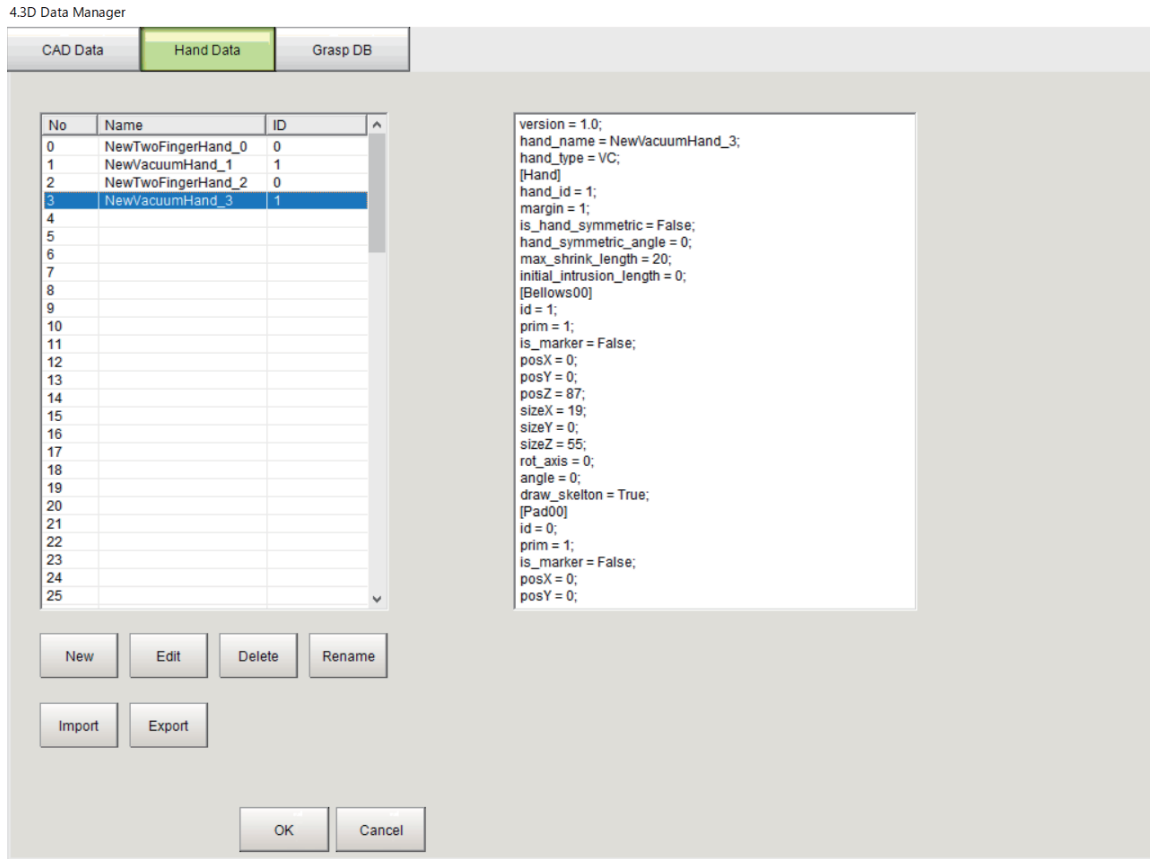 4.3D Data Manager
CAD Data Hand Data Grasp DB
No Name ID
0 NewTwoFingerHand_0 0
1 NewVacuumHand_1 1
2 NewTwoFingerHand_2 0
3 NewVacuumHand_3 1
4
5
6
7
8
9
10
11
12
13
14
15
16
17
18
19
20
21
22
23
24
25
version = 1.0;
hand_name = NewVacuumHand_3;
hand_type = VC;
[Hand]
hand_id = 1;
margin = 1;
is_hand_symmetric = False;
hand_symmetric_angle = 0;
max_shrink_length = 20;
initial_intrusion_length = 0;
[Bellows00]
id = 1;
prim = 1;
is_marker = False;
posX = 0;
posY = 0;
posZ = 87;
sizeX = 19;
sizeY = 0;
sizeZ = 55;
rot_axis = 0;
angle = 0;
draw_skelton = True;
[Pad00]
id = 0;
prim = 1;
is_marker = False;
posX = 0;
posY = 0;
New Edit Delete Rename
Import Export
OK Cancel